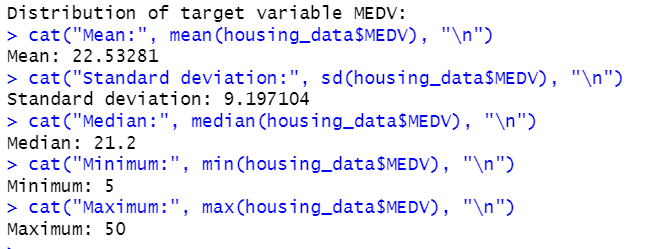 Distribution of target variable MEDV:
> cat("Mean:", mean(housing_data$MEDV), "\n")
Mean: 22.53281
> cat("Standard deviation:", sd(housing_data$MEDV), "\n")
Standard deviation: 9.197104
> cat("Median:", median(housing_data$MEDV), "\n")
Median: 21.2
> cat("Minimum:", min(housing_data$MEDV), "\n")
Minimum: 5
> cat("Maximum:", max(housing_data$MEDV), "\n")
Maximum: 50